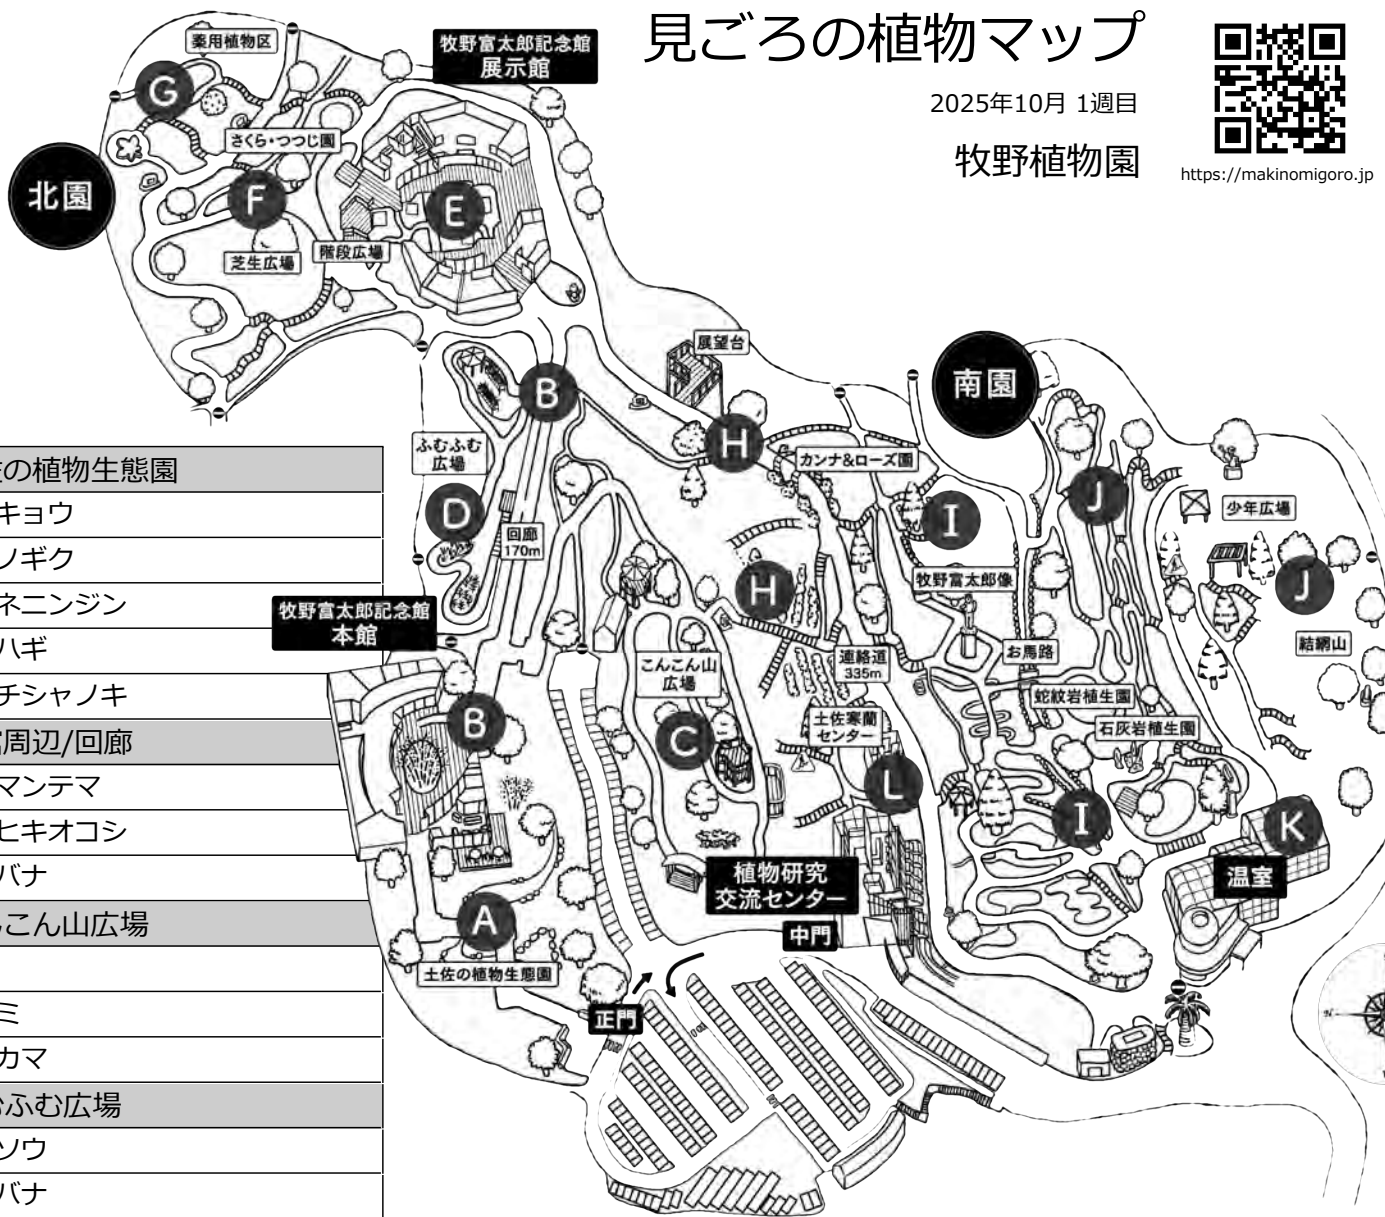 見ごろの植物マップ
2025年10月 1週目
牧野植物園
https://makinomigoro.jp
薬用植物区
牧野富太郎記念館
展示館
G
さくら・つつじ園
北園
F
E
芝生広場
階段広場
展望台
南園
B
H
ふむふむ
広場
カンナ&ローズ園
J
少年広場
D
回廊
170m
I
牧野富太郎像
H
J
牧野富太郎記念館
本館
お馬路
結網山
こんこん山
広場
連絡道
335m
蛇紋岩植生園
石灰岩植生園
B
C
土佐寒蘭
センター
L
I
K
植物研究
交流センター
温室
中門
A
土佐の植物生態園
正門
の植物生態園
キョウ
ノギク
ネニンジン
ハギ
チシャノキ
周辺/回廊
マンテマ
ヒキオコシ
バナ
こん山広場
ミ
カマ
ふむ広場
ソウ
バナ